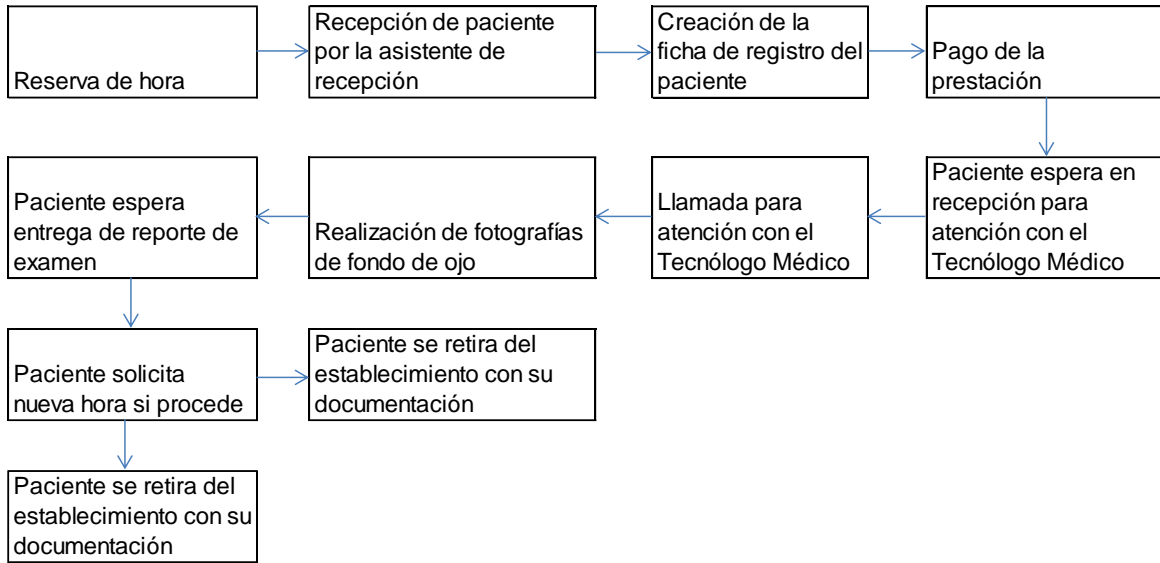 Reserva de hora
Recepción de paciente
por la asistente de
recepción
Creación de la
ficha de registro del
paciente
Pago de la
prestación
Paciente espera en
recepción para
atención con el
Tecnólogo Médico
Llamada para
atención con el
Tecnólogo Médico
Realización de fotografías
de fondo de ojo
Paciente espera
entrega de reporte de
examen
Paciente solicita
nueva hora si procede
Paciente se retira del
establecimiento con su
documentación
Paciente se retira del
establecimiento con su
documentación